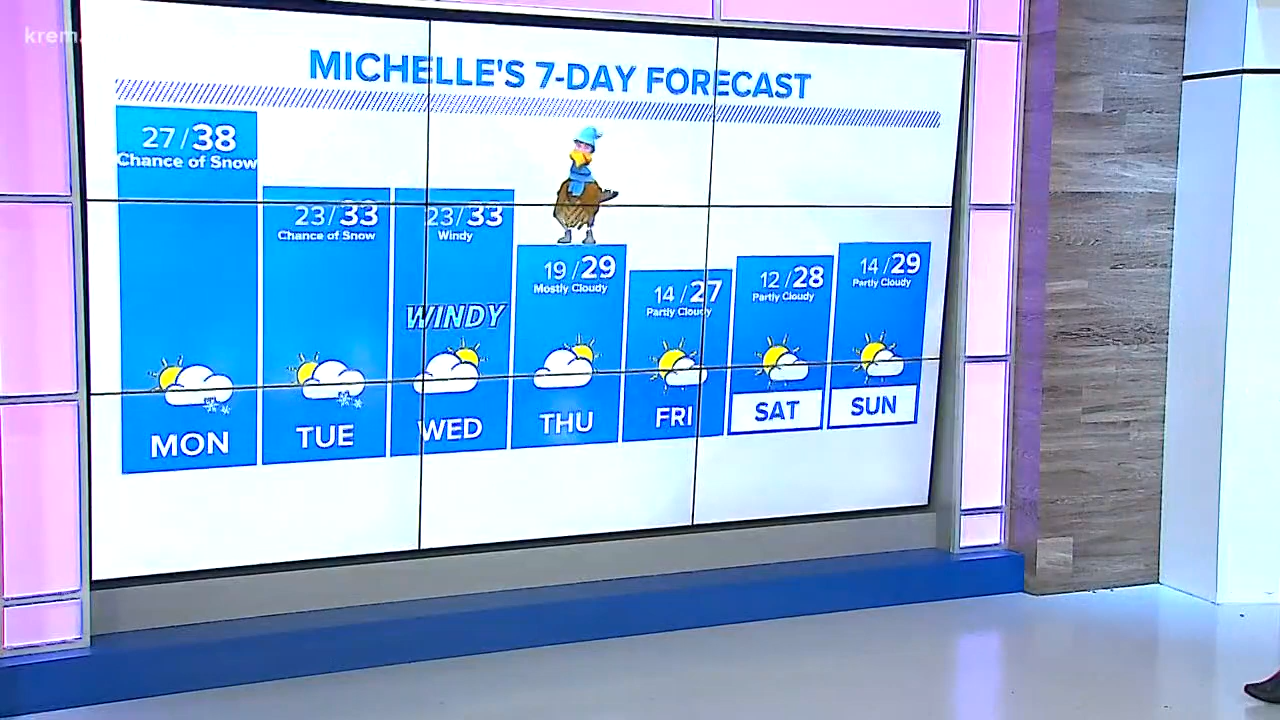 krem.
MICHELLE'S 7-DAY FORECAST
27/38
Chance of Snow
MON
23/33
Chance of Snow
TUE
23/33
Windy
WINDY
WED
19/29
Mostly Cloudy
THU
14/27
Partly Cloudy
FRI
12/28
Partly Cloudy
SAT
14/29
Partly Cloudy
SUN